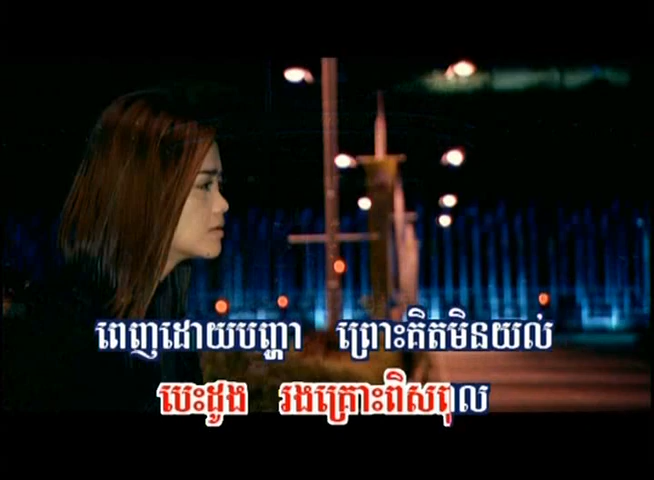 ពេញដោយបញ្ហា ព្រោះគិតមិនយល់
បេះដូង រងគ្រោះពិសពុល